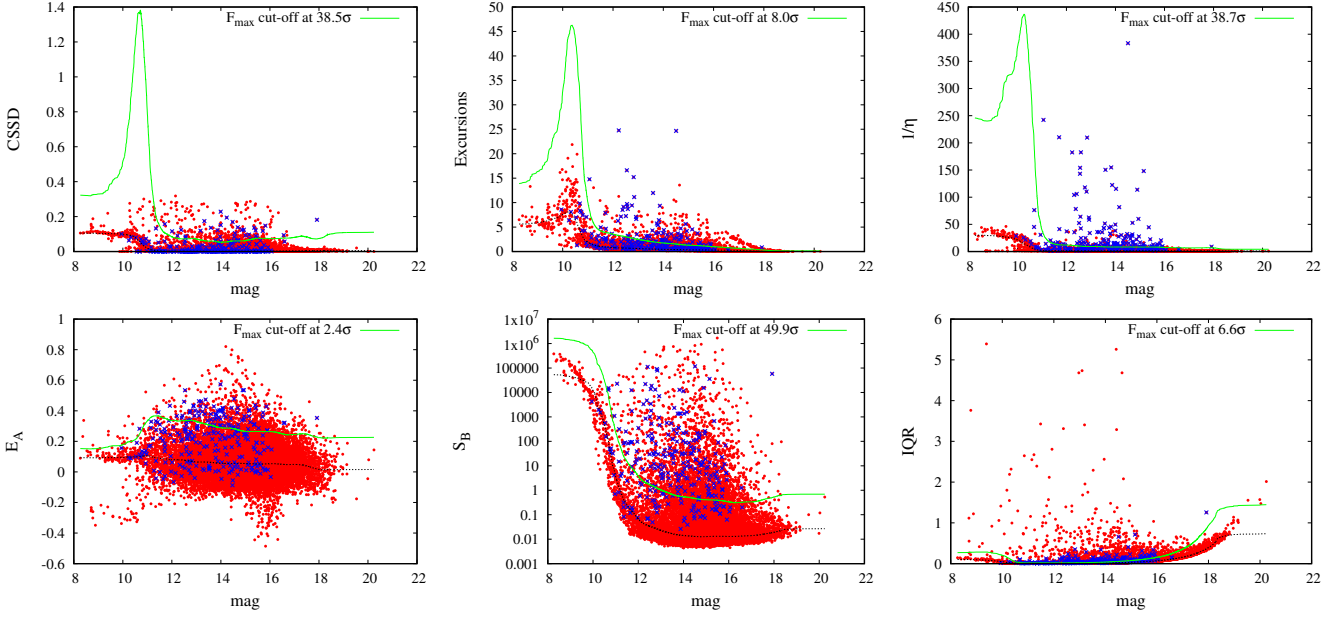 F_max cut-off at 38.5σ
1.4
1.2
1
0.8
0.6
0.4
0.2
0
CSSD
8 10 12 14 16 18 20 22
mag
F_max cut-off at 8.0σ
50
45
40
35
30
25
20
15
10
5
0
Excursions
8 10 12 14 16 18 20 22
mag
F_max cut-off at 38.7σ
450
400
350
300
250
200
150
100
50
0
1/η
8 10 12 14 16 18 20 22
mag
F_max cut-off at 2.4σ
1
0.8
0.6
0.4
0.2
0
-0.2
-0.4
-0.6
E_A
8 10 12 14 16 18 20 22
mag
F_max cut-off at 49.9σ
1x10^7
1x10^6
100000
10000
1000
100
10
1
0.1
0.01
0.001
S_B
8 10 12 14 16 18 20 22
mag
F_max cut-off at 6.6σ
6
5
4
3
2
1
0
IQR
8 10 12 14 16 18 20 22
mag